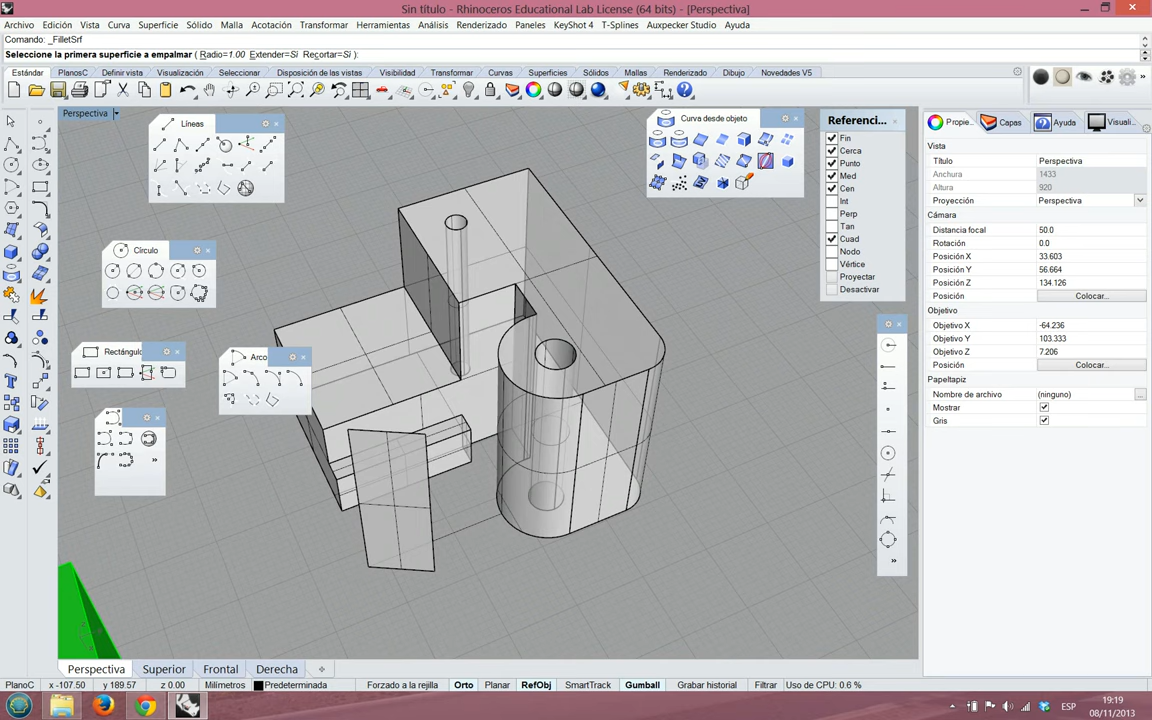 Sin título - Rhinoceros Educational Lab License (64 bits) - [Perspectiva]
Archivo Edición Vista Curva Superficie Sólido Malla Acotación Transformar Herramientas Análisis Renderizado Paneles KeyShot 4 T-Splines Auxpecker Studio Ayuda
Comando: _FilletSrf
Seleccione la primera superficie a empalmar ( Radio=1.00 Extender=Sí Recortar=Sí ):
Estándar PlanosC Definir vista Visualización Seleccionar Disposición de las vistas Visibilidad Transformar Curvas Superficies Sólidos Mallas Renderizado Dibujo Novedades V5
Perspectiva
Líneas
Curva desde objeto
Círculo
Rectángulo
Arco
Referenci...
Fin
Cerca
Punto
Med
Cen
Int
Perp
Tan
Cuad
Nodo
Vértice
Proyectar
Desactivar
Propie... Capas Ayuda Visuali...
Vista
Título Perspectiva
Anchura 1433
Altura 920
Proyección Perspectiva
Cámara
Distancia focal 50.0
Rotación 0.0
Posición X 33.603
Posición Y 56.664
Posición Z 134.126
Posición Colocar...
Objetivo
Objetivo X -64.236
Objetivo Y 103.333
Objetivo Z 7.206
Posición Colocar...
Papeltapiz
Nombre de archivo (ninguno) ...
Mostrar
Gris
Perspectiva Superior Frontal Derecha
PlanoC x -107.50 y 189.57 z 0.00 Milímetros Predeterminada Forzado a la rejilla Orto Planar RefObj SmartTrack Gumball Grabar historial Filtrar Uso de CPU: 0.6 %
ESP
19:19
08/11/2013